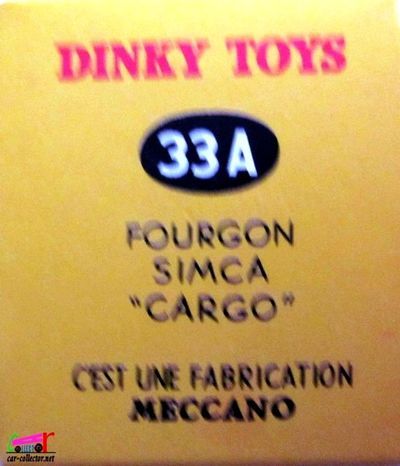 DINKY TOYS
33A
FOURGON
SIMCA
"CARGO"
C'EST UNE FABRICATION
MECCANO
car-collector.net